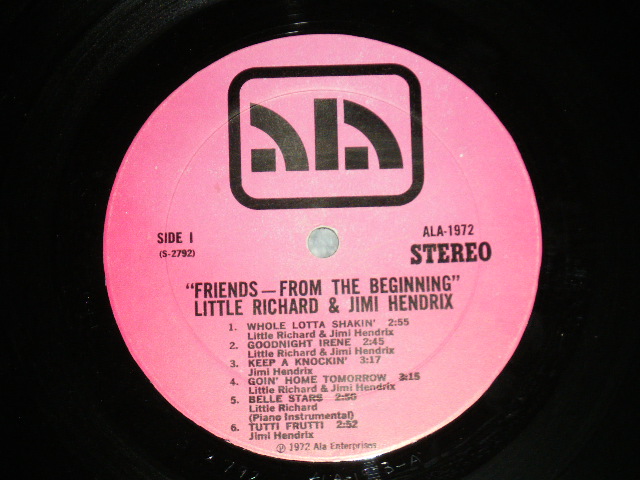 ala
SIDE 1
(S-2792)
ALA-1972
STEREO
"FRIENDS—FROM THE BEGINNING"
LITTLE RICHARD & JIMI HENDRIX
1. WHOLE LOTTA SHAKIN' 2:55
Little Richard & Jimi Hendrix
2. GOODNIGHT IRENE 2:45
Little Richard & Jimi Hendrix
3. KEEP A KNOCKIN' 3:17
Jimi Hendrix
4. GOIN' HOME TOMORROW 3:15
Little Richard & Jimi Hendrix
5. BELLE STARS 2:50
Little Richard
(Piano Instrumental)
6. TUTTI FRUTTI 2:52
Jimi Hendrix
℗ 1972 Ala Enterprises